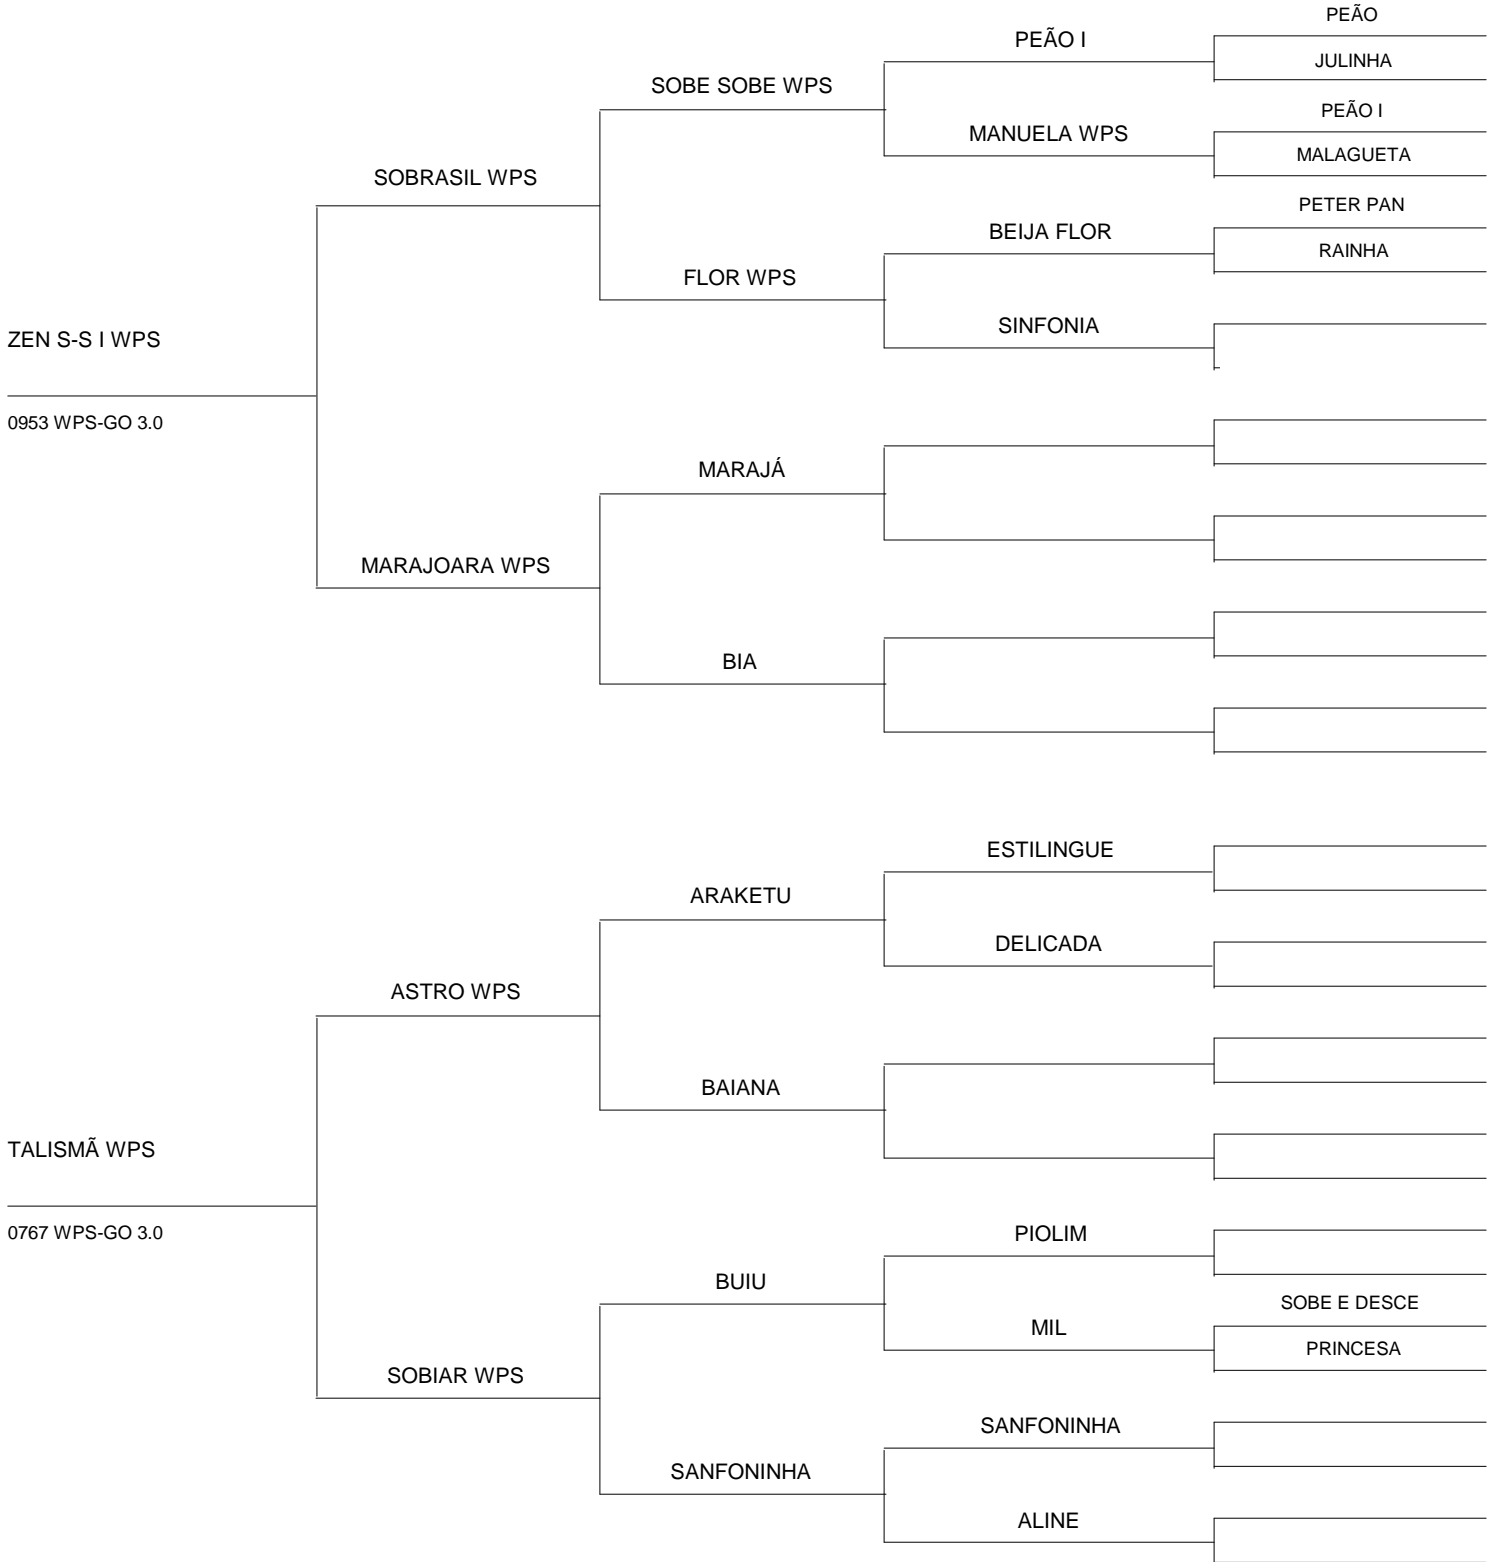 PEÃO
PEÃO I
JULINHA
SOBE SOBE WPS
PEÃO I
MANUELA WPS
MALAGUETA
SOBRASIL WPS
PETER PAN
BEIJA FLOR
RAINHA
FLOR WPS
SINFONIA
ZEN S-S I WPS
0953 WPS-GO 3.0
MARAJÁ
MARAJOARA WPS
BIA
ESTILINGUE
ARAKETU
DELICADA
ASTRO WPS
BAIANA
TALISMÃ WPS
0767 WPS-GO 3.0
PIOLIM
BUIU
SOBE E DESCE
MIL
PRINCESA
SOBIAR WPS
SANFONINHA
SANFONINHA
ALINE